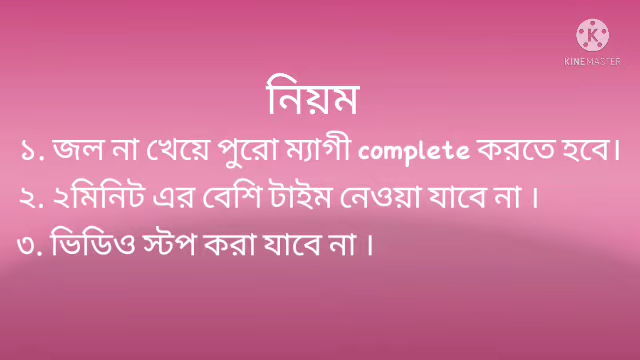 KINEMASTER
নিয়ম
১. জল না খেয়ে পুরো ম্যাগী complete করতে হবে।
২. ২মিনিট এর বেশি টাইম নেওয়া যাবে না ।
৩. ভিডিও স্টপ করা যাবে না ।